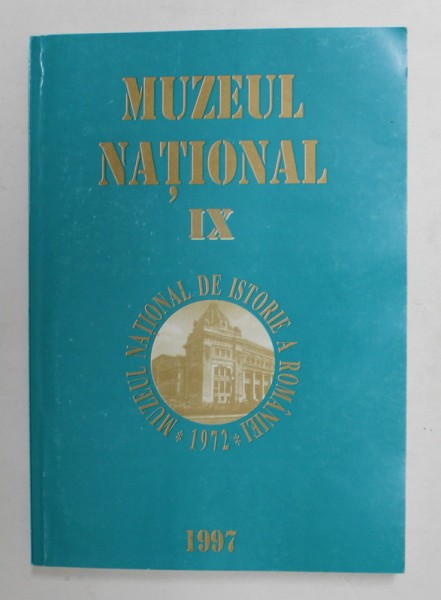 MUZEUL
NAȚIONAL
IX
MUZEUL NAȚIONAL DE ISTORIE A ROMÂNIEI
* 1972 *
1997